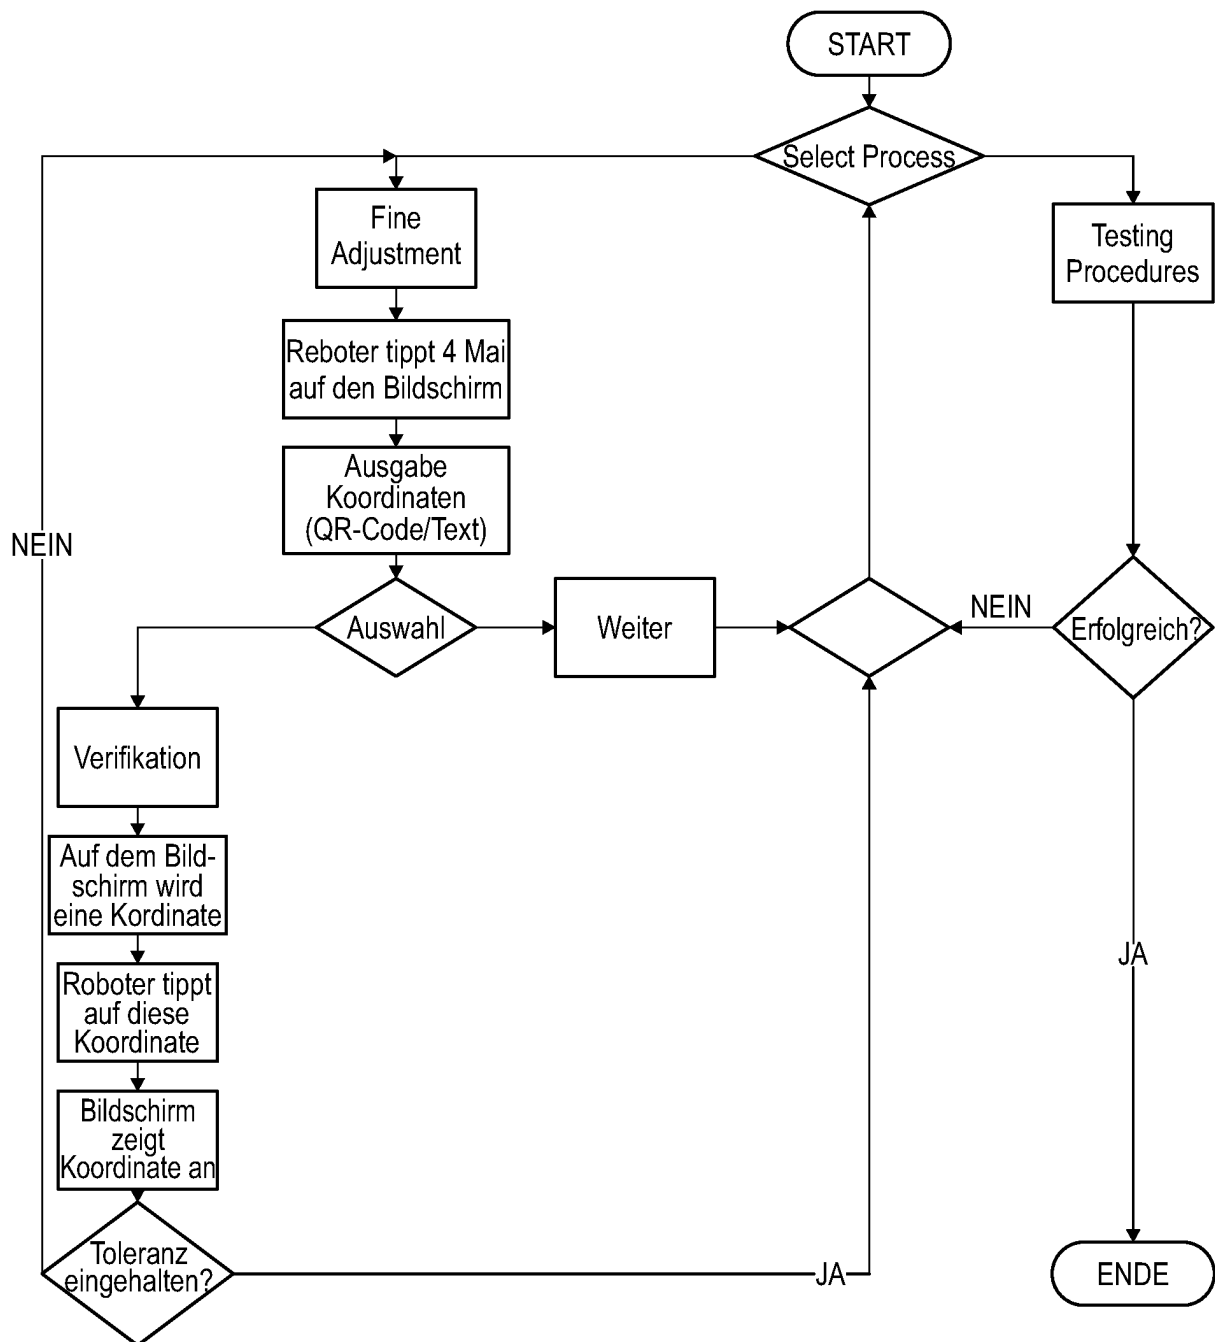 START
Select Process
Fine
Adjustment
Testing
Procedures
Reboter tippt 4 Mai
auf den Bildschirm
Ausgabe
Koordinaten
(QR-Code/Text)
NEIN
Auswahl
Weiter
NEIN
Erfolgreich?
Verifikation
Auf dem Bild-
schirm wird
eine Kordinate
Roboter tippt
auf diese
Koordinate
JA
Bildschirm
zeigt
Koordinate an
Toleranz
eingehalten?
JA
ENDE